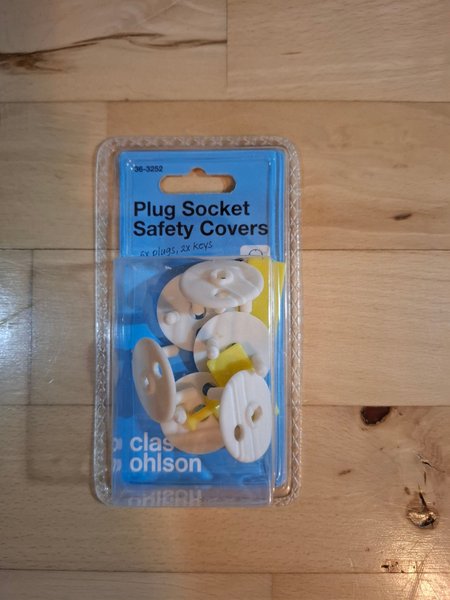 36-3252
Plug Socket
Safety Covers
6x plugs, 2x keys
clas
ohlson